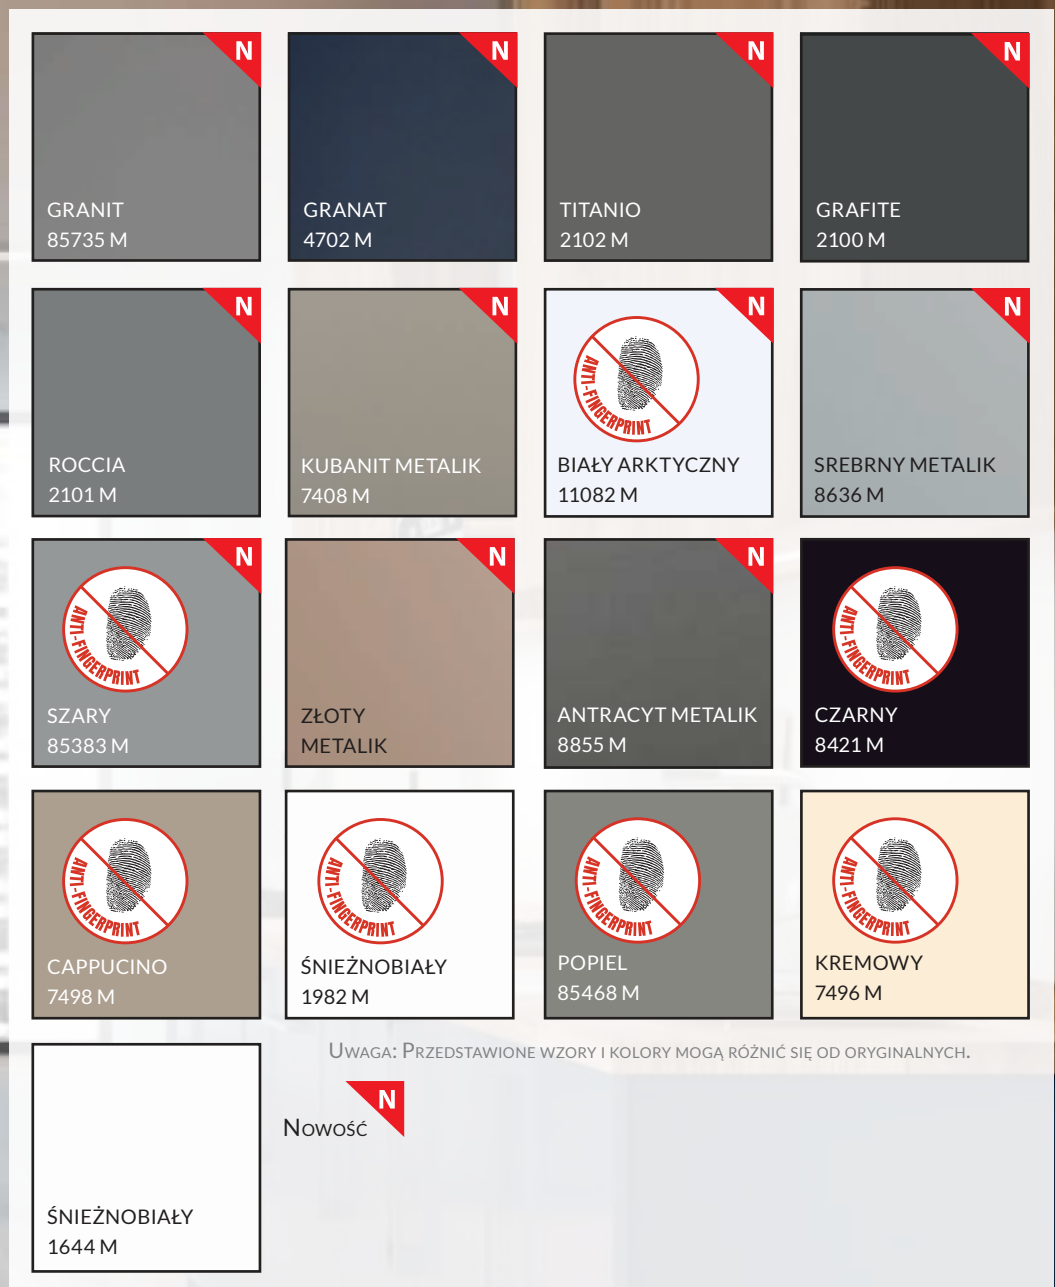 N
N
N
N
GRANIT
85735 M
GRANAT
4702 M
TITANIO
2102 M
GRAFITE
2100 M
N
N
N
N
ANTI-FINGERPRINT
ROCCIA
2101 M
KUBANIT METALIK
7408 M
BIAŁY ARKTYCZNY
11082 M
SREBRNY METALIK
8636 M
N
N
N
ANTI-FINGERPRINT
ANTI-FINGERPRINT
SZARY
85383 M
ZŁOTY
METALIK
ANTRACYT METALIK
8855 M
CZARNY
8421 M
ANTI-FINGERPRINT
ANTI-FINGERPRINT
ANTI-FINGERPRINT
ANTI-FINGERPRINT
CAPPUCINO
7498 M
ŚNIEŻNOBIAŁY
1982 M
POPIEL
85468 M
KREMOWY
7496 M
Uwaga: Przedstawione wzory i kolory mogą różnić się od oryginalnych.
N
Nowość
ŚNIEŻNOBIAŁY
1644 M